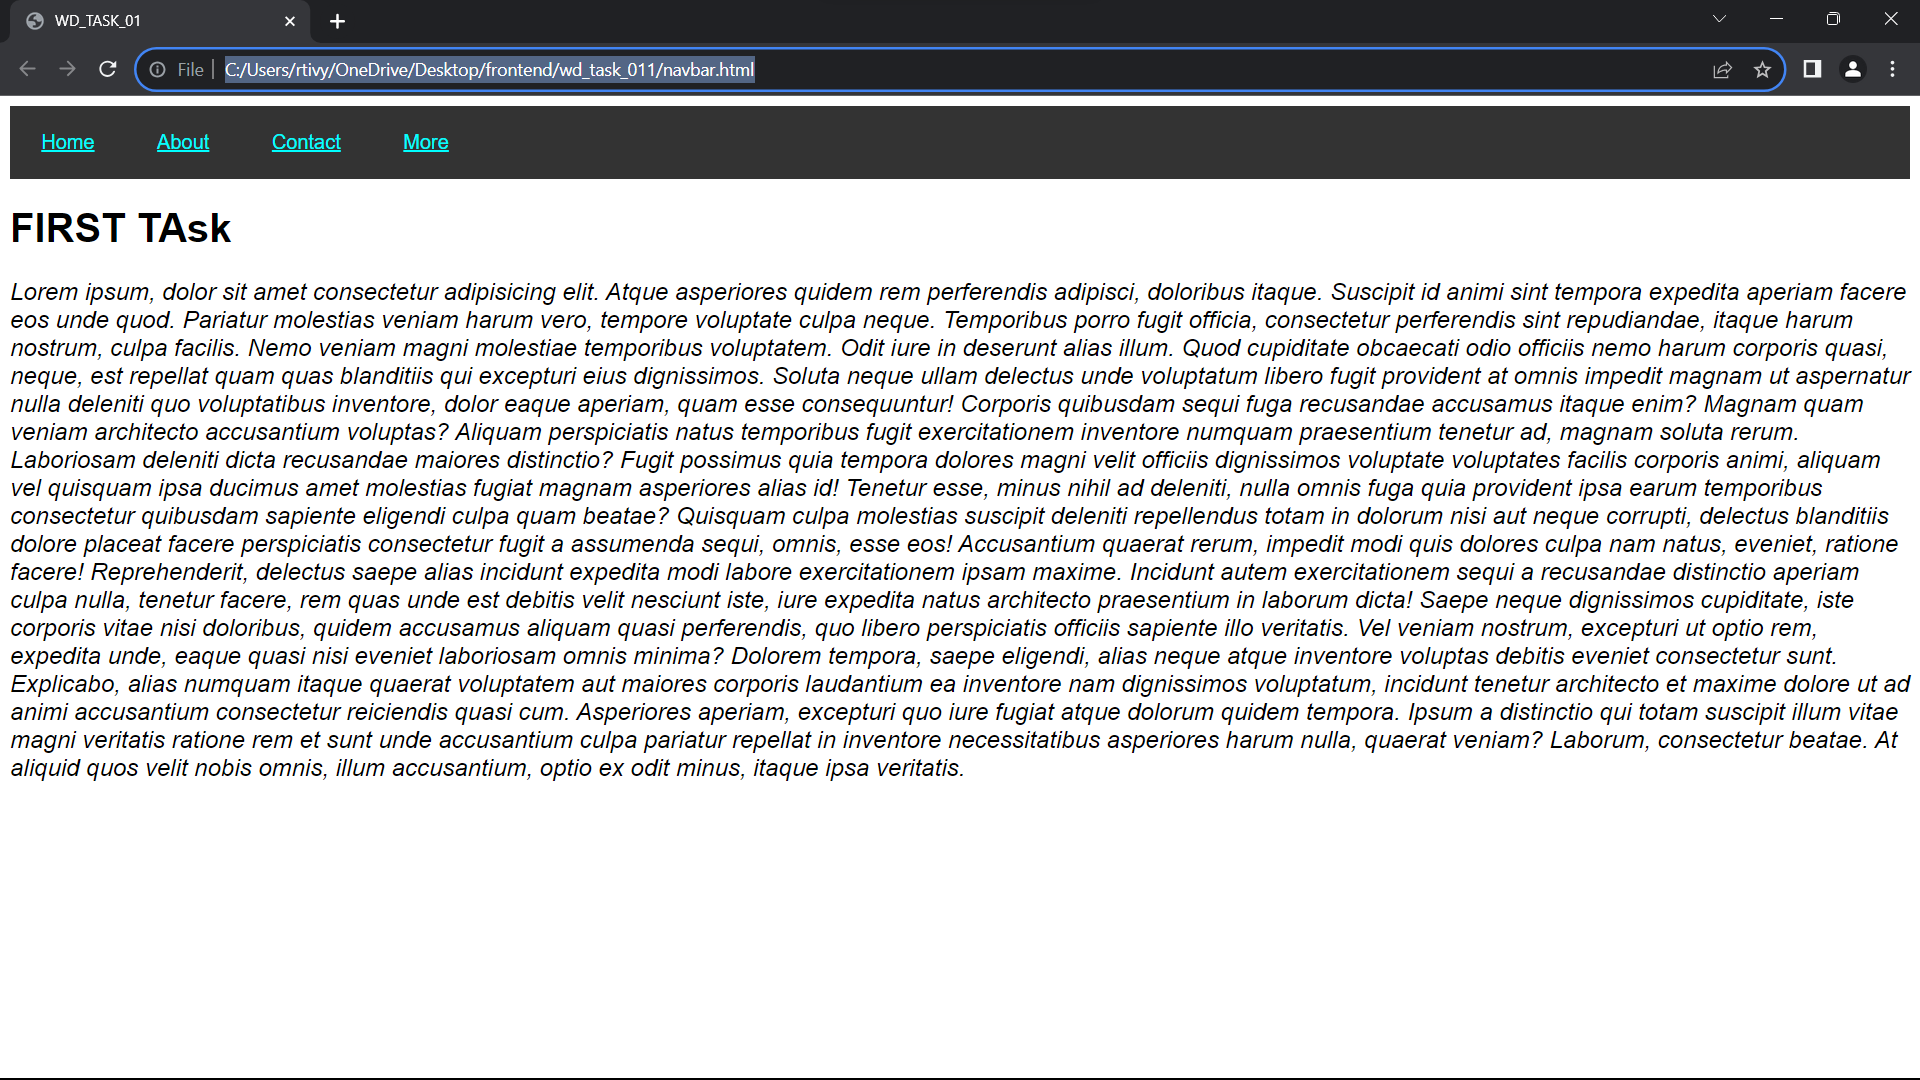 WD_TASK_01
File C:/Users/rtivy/OneDrive/Desktop/frontend/wd_task_011/navbar.html
Home About Contact More
FIRST TAsk
Lorem ipsum, dolor sit amet consectetur adipisicing elit. Atque asperiores quidem rem perferendis adipisci, doloribus itaque. Suscipit id animi sint tempora expedita aperiam facere
eos unde quod. Pariatur molestias veniam harum vero, tempore voluptate culpa neque. Temporibus porro fugit officia, consectetur perferendis sint repudiandae, itaque harum
nostrum, culpa facilis. Nemo veniam magni molestiae temporibus voluptatem. Odit iure in deserunt alias illum. Quod cupiditate obcaecati odio officiis nemo harum corporis quasi,
neque, est repellat quam quas blanditiis qui excepturi eius dignissimos. Soluta neque ullam delectus unde voluptatum libero fugit provident at omnis impedit magnam ut aspernatur
nulla deleniti quo voluptatibus inventore, dolor eaque aperiam, quam esse consequuntur! Corporis quibusdam sequi fuga recusandae accusamus itaque enim? Magnam quam
veniam architecto accusantium voluptas? Aliquam perspiciatis natus temporibus fugit exercitationem inventore numquam praesentium tenetur ad, magnam soluta rerum.
Laboriosam deleniti dicta recusandae maiores distinctio? Fugit possimus quia tempora dolores magni velit officiis dignissimos voluptate voluptates facilis corporis animi, aliquam
vel quisquam ipsa ducimus amet molestias fugiat magnam asperiores alias id! Tenetur esse, minus nihil ad deleniti, nulla omnis fuga quia provident ipsa earum temporibus
consectetur quibusdam sapiente eligendi culpa quam beatae? Quisquam culpa molestias suscipit deleniti repellendus totam in dolorum nisi aut neque corrupti, delectus blanditiis
dolore placeat facere perspiciatis consectetur fugit a assumenda sequi, omnis, esse eos! Accusantium quaerat rerum, impedit modi quis dolores culpa nam natus, eveniet, ratione
facere! Reprehenderit, delectus saepe alias incidunt expedita modi labore exercitationem ipsam maxime. Incidunt autem exercitationem sequi a recusandae distinctio aperiam
culpa nulla, tenetur facere, rem quas unde est debitis velit nesciunt iste, iure expedita natus architecto praesentium in laborum dicta! Saepe neque dignissimos cupiditate, iste
corporis vitae nisi doloribus, quidem accusamus aliquam quasi perferendis, quo libero perspiciatis officiis sapiente illo veritatis. Vel veniam nostrum, excepturi ut optio rem,
expedita unde, eaque quasi nisi eveniet laboriosam omnis minima? Dolorem tempora, saepe eligendi, alias neque atque inventore voluptas debitis eveniet consectetur sunt.
Explicabo, alias numquam itaque quaerat voluptatem aut maiores corporis laudantium ea inventore nam dignissimos voluptatum, incidunt tenetur architecto et maxime dolore ut ad
animi accusantium consectetur reiciendis quasi cum. Asperiores aperiam, excepturi quo iure fugiat atque dolorum quidem tempora. Ipsum a distinctio qui totam suscipit illum vitae
magni veritatis ratione rem et sunt unde accusantium culpa pariatur repellat in inventore necessitatibus asperiores harum nulla, quaerat veniam? Laborum, consectetur beatae. At
aliquid quos velit nobis omnis, illum accusantium, optio ex odit minus, itaque ipsa veritatis.